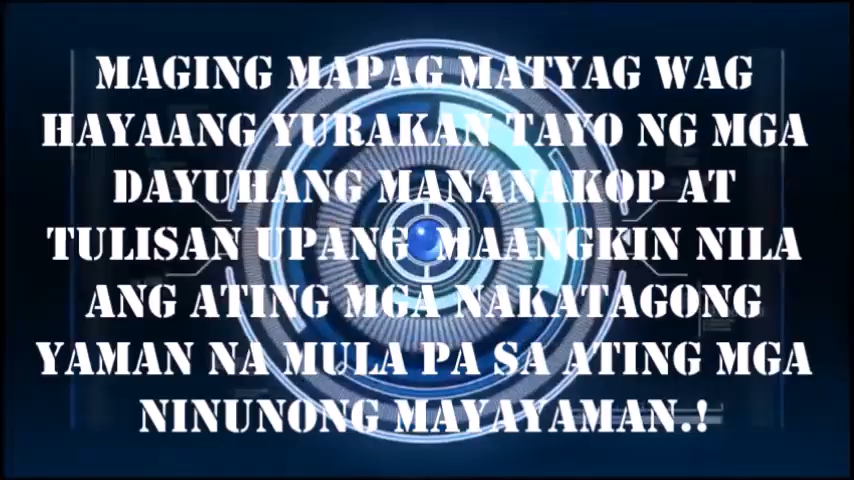 MAGING MAPAG MATYAG WAG
HAYAANG YURAKAN TAYO NG MGA
DAYUHANG MANANAKOP AT
TULISAN UPANG MAANGKIN NILA
ANG ATING MGA NAKATAGONG
YAMAN NA MULA PA SA ATING MGA
NINUNONG MAYAYAMAN.!